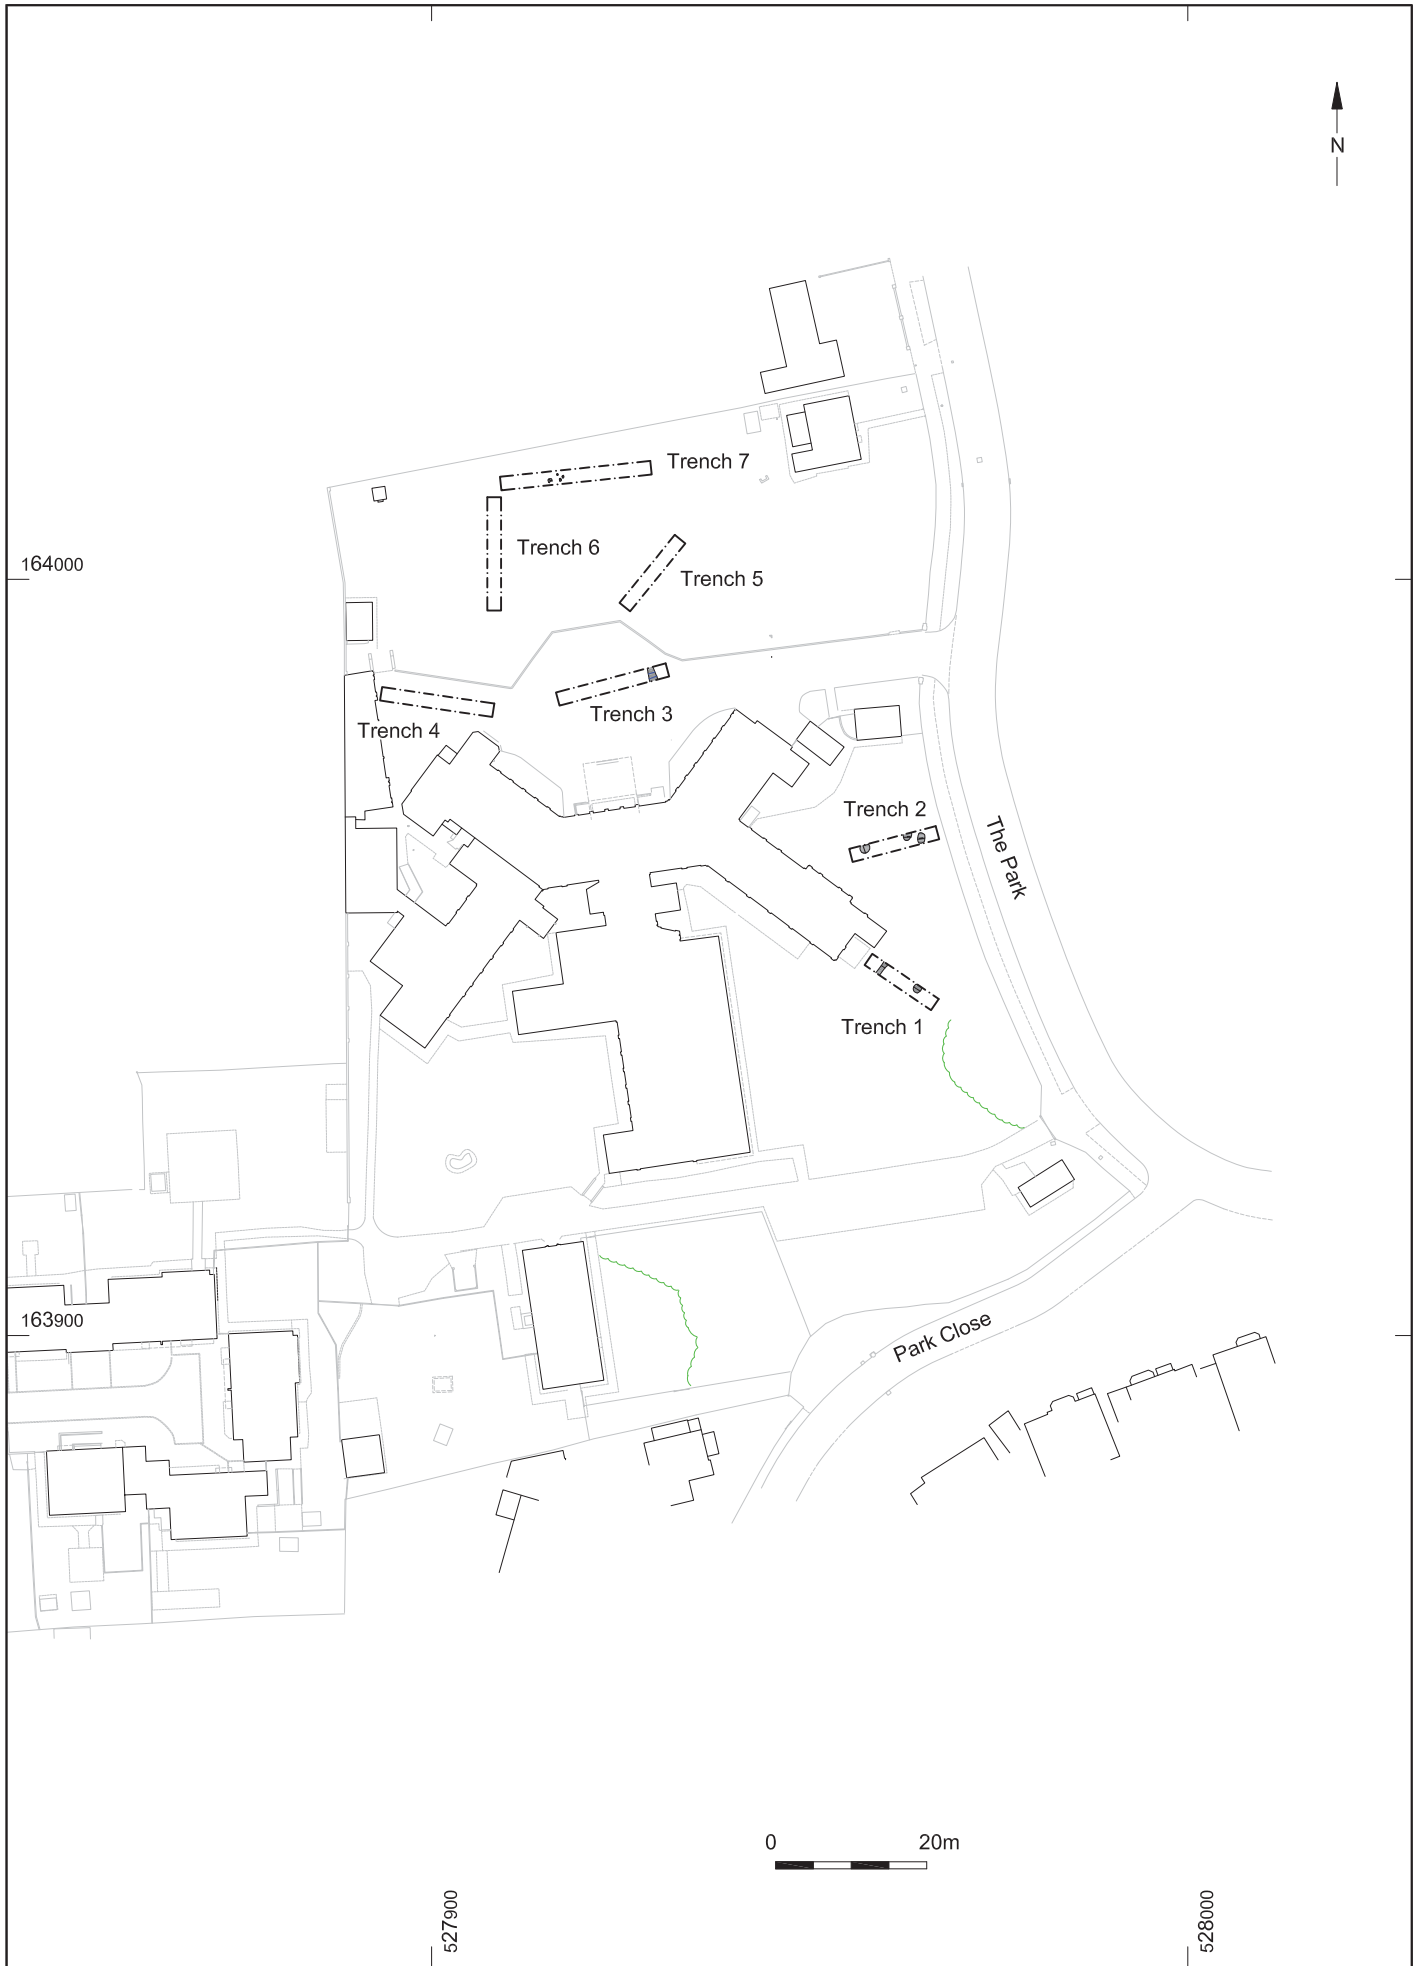 N
Trench 7
Trench 6
164000
Trench 5
Trench 3
Trench 4
Trench 2
The Park
Trench 1
163900
Park Close
0 20m
527900
528000